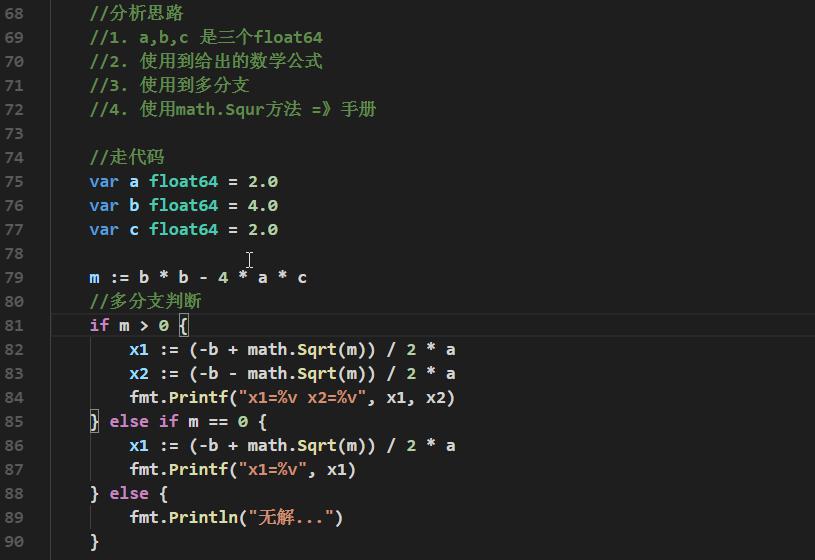 68 //分析思路
69 //1. a,b,c 是三个float64
70 //2. 使用到给出的数学公式
71 //3. 使用到多分支
72 //4. 使用math.Squr方法 =》手册
73
74 //走代码
75 var a float64 = 2.0
76 var b float64 = 4.0
77 var c float64 = 2.0
78
79 m := b * b - 4 * a * c
80 //多分支判断
81 if m > 0 {
82 x1 := (-b + math.Sqrt(m)) / 2 * a
83 x2 := (-b - math.Sqrt(m)) / 2 * a
84 fmt.Printf("x1=%v x2=%v", x1, x2)
85 } else if m == 0 {
86 x1 := (-b + math.Sqrt(m)) / 2 * a
87 fmt.Printf("x1=%v", x1)
88 } else {
89 fmt.Println("无解...")
90 }